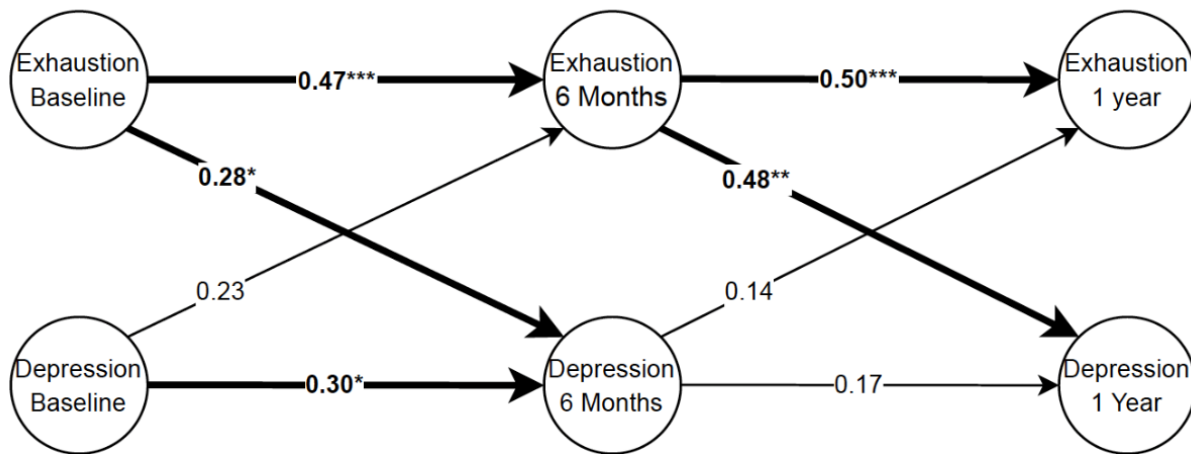 Exhaustion
Baseline
0.47***
Exhaustion
6 Months
0.50***
Exhaustion
1 year
0.28*
0.48**
0.23
0.14
Depression
Baseline
0.30*
Depression
6 Months
0.17
Depression
1 Year